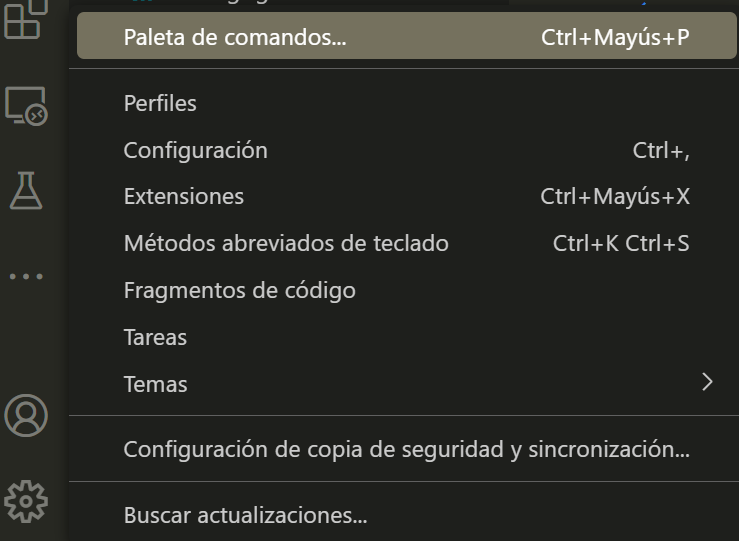 Paleta de comandos... Ctrl+Mayús+P
Perfiles
Configuración Ctrl+,
Extensiones Ctrl+Mayús+X
Métodos abreviados de teclado Ctrl+K Ctrl+S
Fragmentos de código
Tareas
Temas
Configuración de copia de seguridad y sincronización...
Buscar actualizaciones...